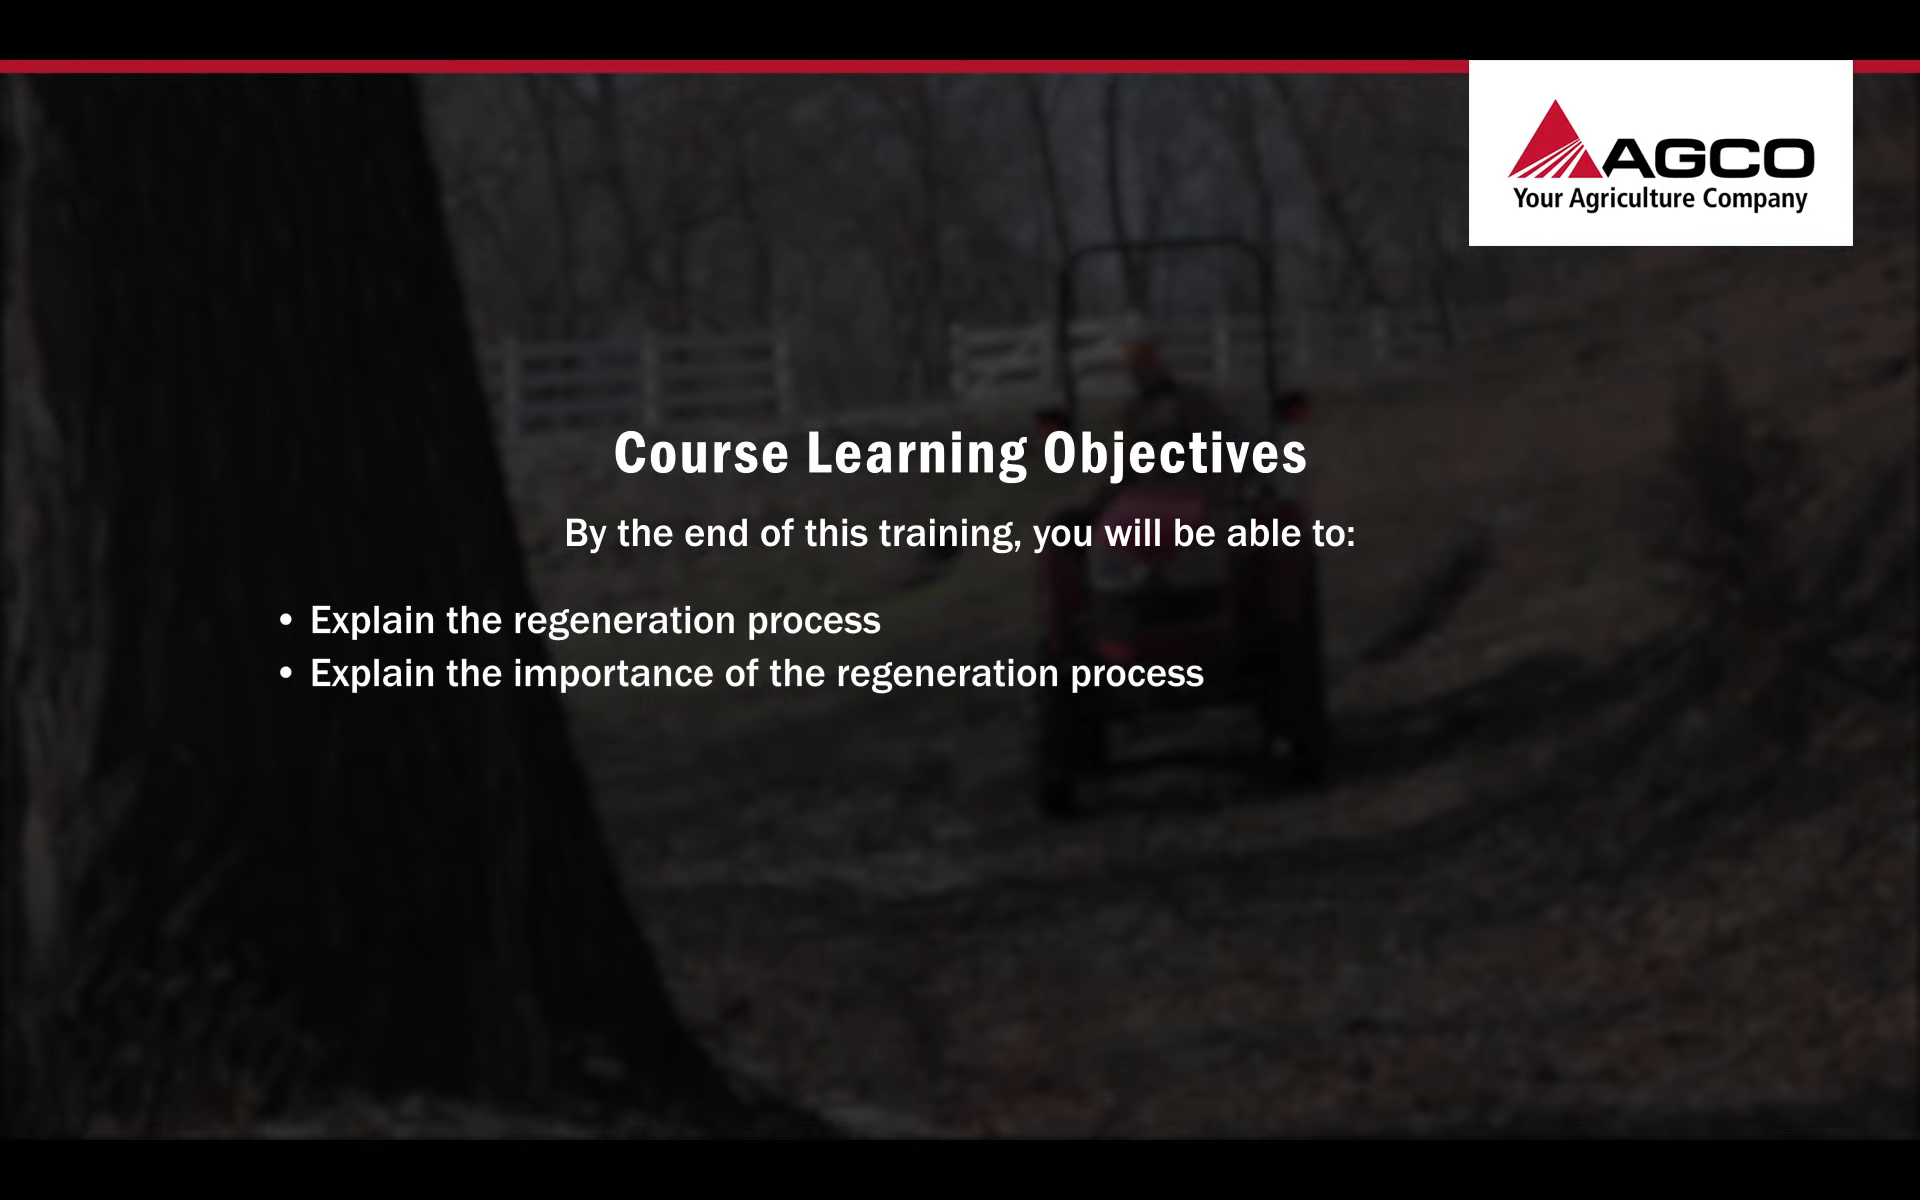 AGCO
Your Agriculture Company
Course Learning Objectives
By the end of this training, you will be able to:
• Explain the regeneration process
• Explain the importance of the regeneration process